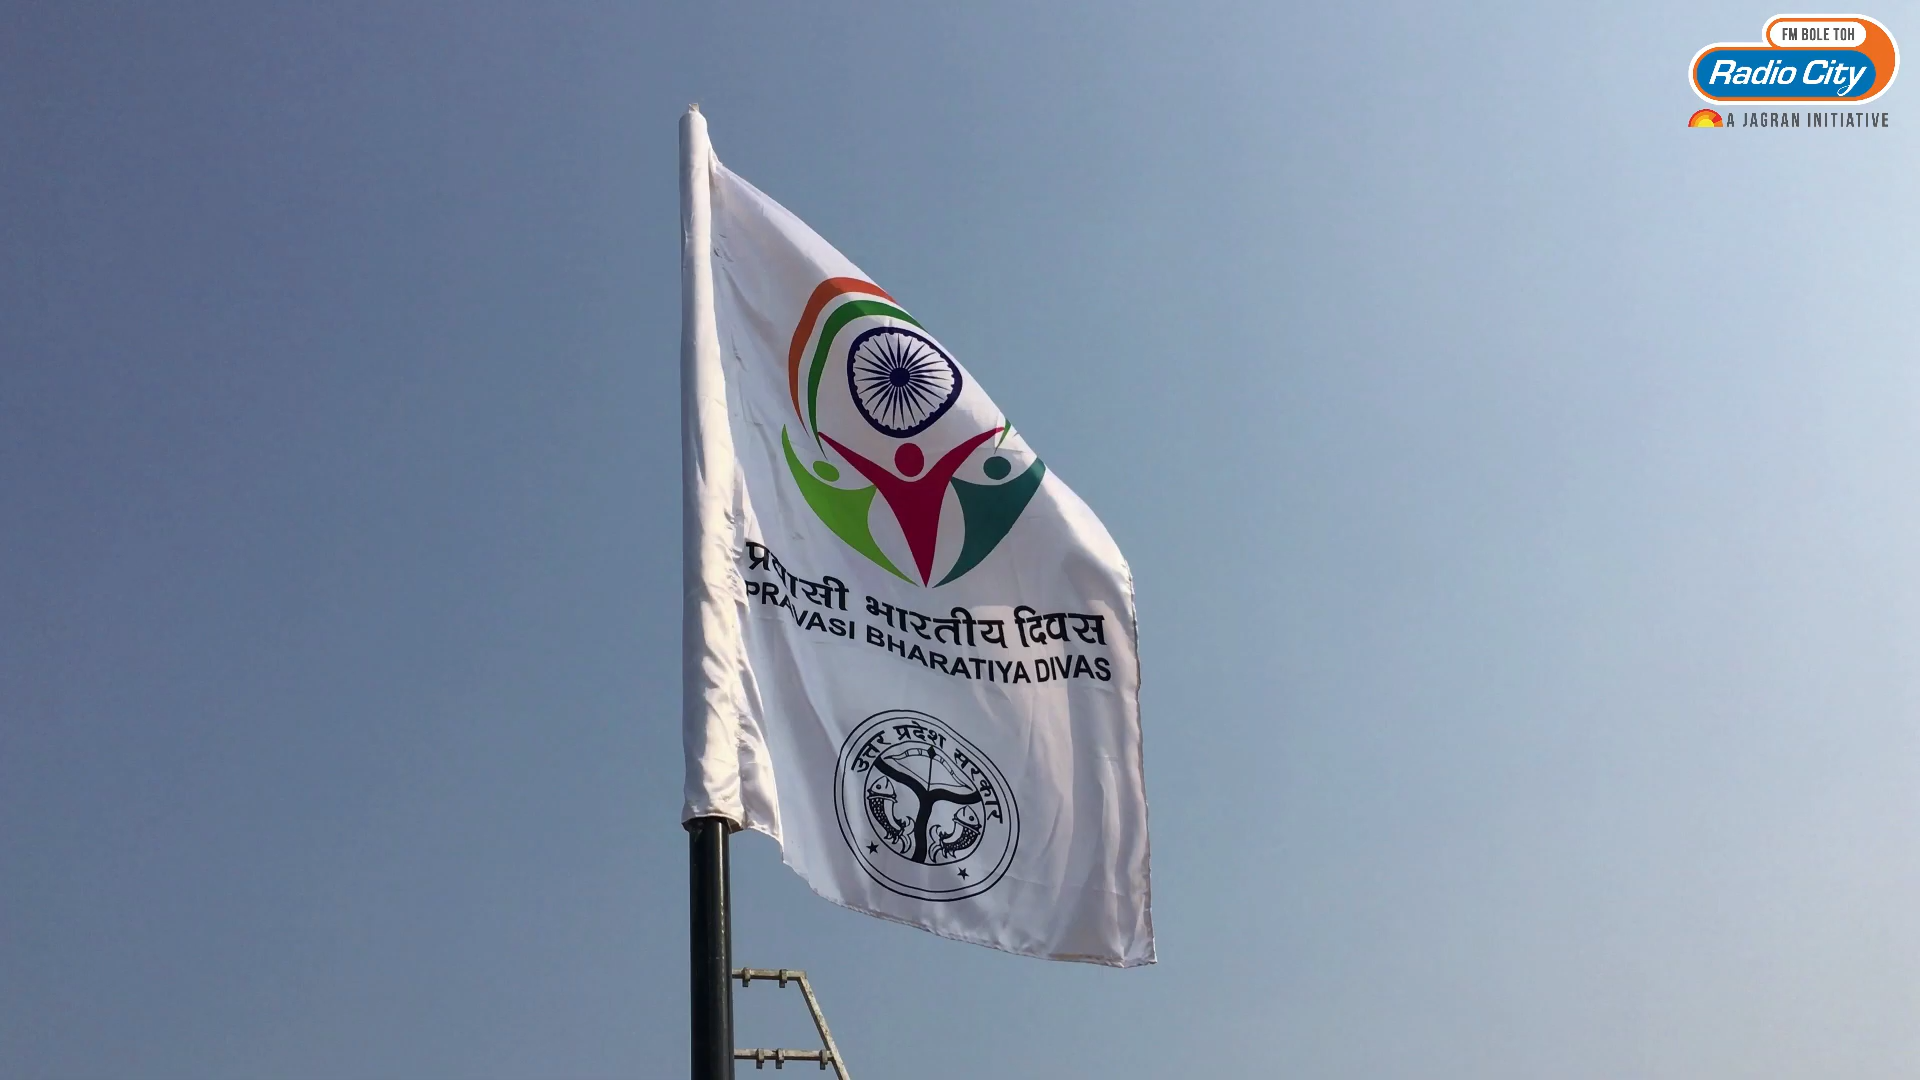 FM BOLE TOH
Radio City
A JAGRAN INITIATIVE
प्रवासी भारतीय दिवस
PRAVASI BHARATIYA DIVAS
उत्तर प्रदेश सरकार